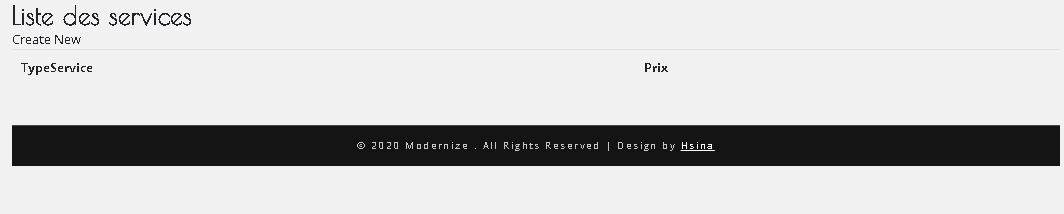 Liste des services
Create New
TypeService Prix
© 2020 Modernize . All Rights Reserved | Design by Hsina